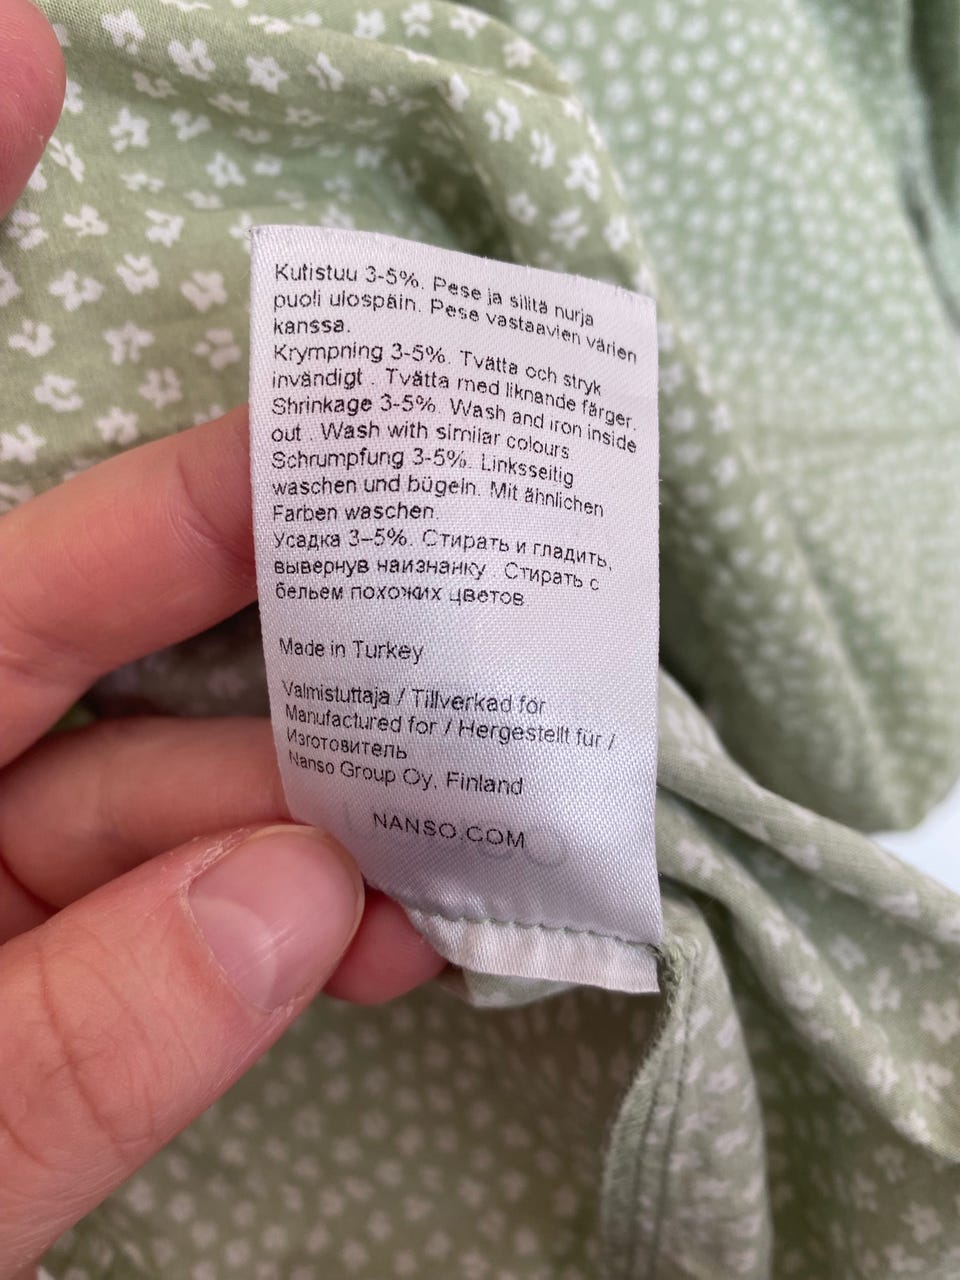 Kutistuu 3-5%. Pese ja silitä nurja
puoli ulospäin. Pese vastaavien värien
kanssa.
Krympning 3-5%. Tvätta och stryk
invändigt . Tvätta med liknande färger.
Shrinkage 3-5%. Wash and iron inside
out . Wash with similar colours
Schrumpfung 3-5%. Linksseitig
waschen und bügeln. Mit ähnlichen
Farben waschen.
Усадка 3–5%. Стирать и гладить,
вывернув наизнанку . Стирать с
бельем похожих цветов
Made in Turkey
Valmistuttaja / Tillverkad för
Manufactured for / Hergestellt für /
Изготовитель
Nanso Group Oy, Finland
NANSO.COM